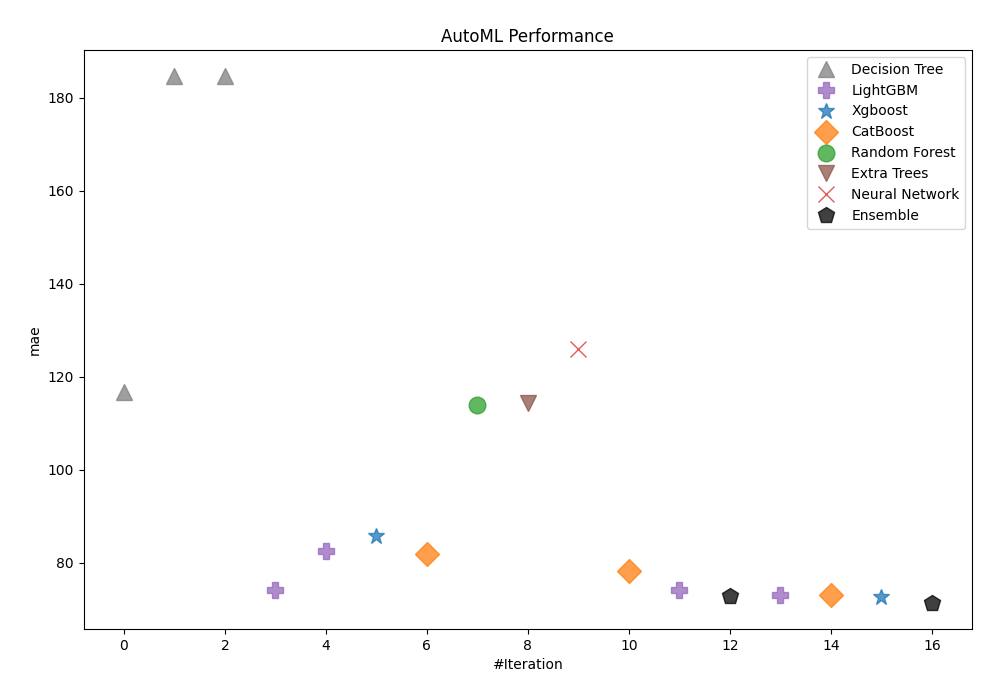 AutoML Performance
Decision Tree
LightGBM
Xgboost
CatBoost
Random Forest
Extra Trees
Neural Network
Ensemble
mae
180
160
140
120
100
80
0 2 4 6 8 10 12 14 16
#Iteration